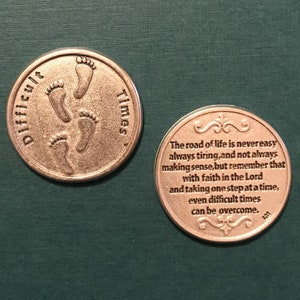 Difficult Times
The road of life is never easy
always tiring, and not always
making sense, but remember that
with faith in the Lord
and taking one step at a time,
even difficult times
can be overcome.